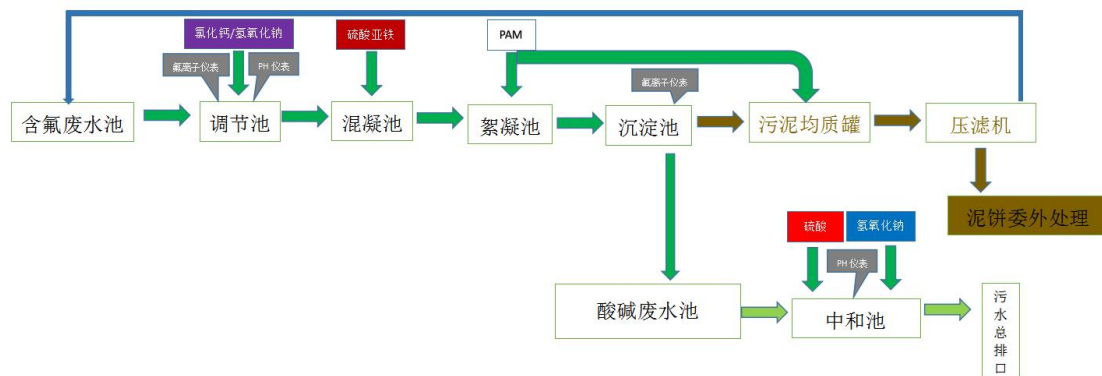 氯化钙/氢氧化钠
硫酸亚铁
PAM
氟离子仪表
PH 仪表
氟离子仪表
含氟废水池
调节池
混凝池
絮凝池
沉淀池
污泥均质罐
压滤机
泥饼委外处理
硫酸
氢氧化钠
PH 仪表
酸碱废水池
中和池
污水总排口